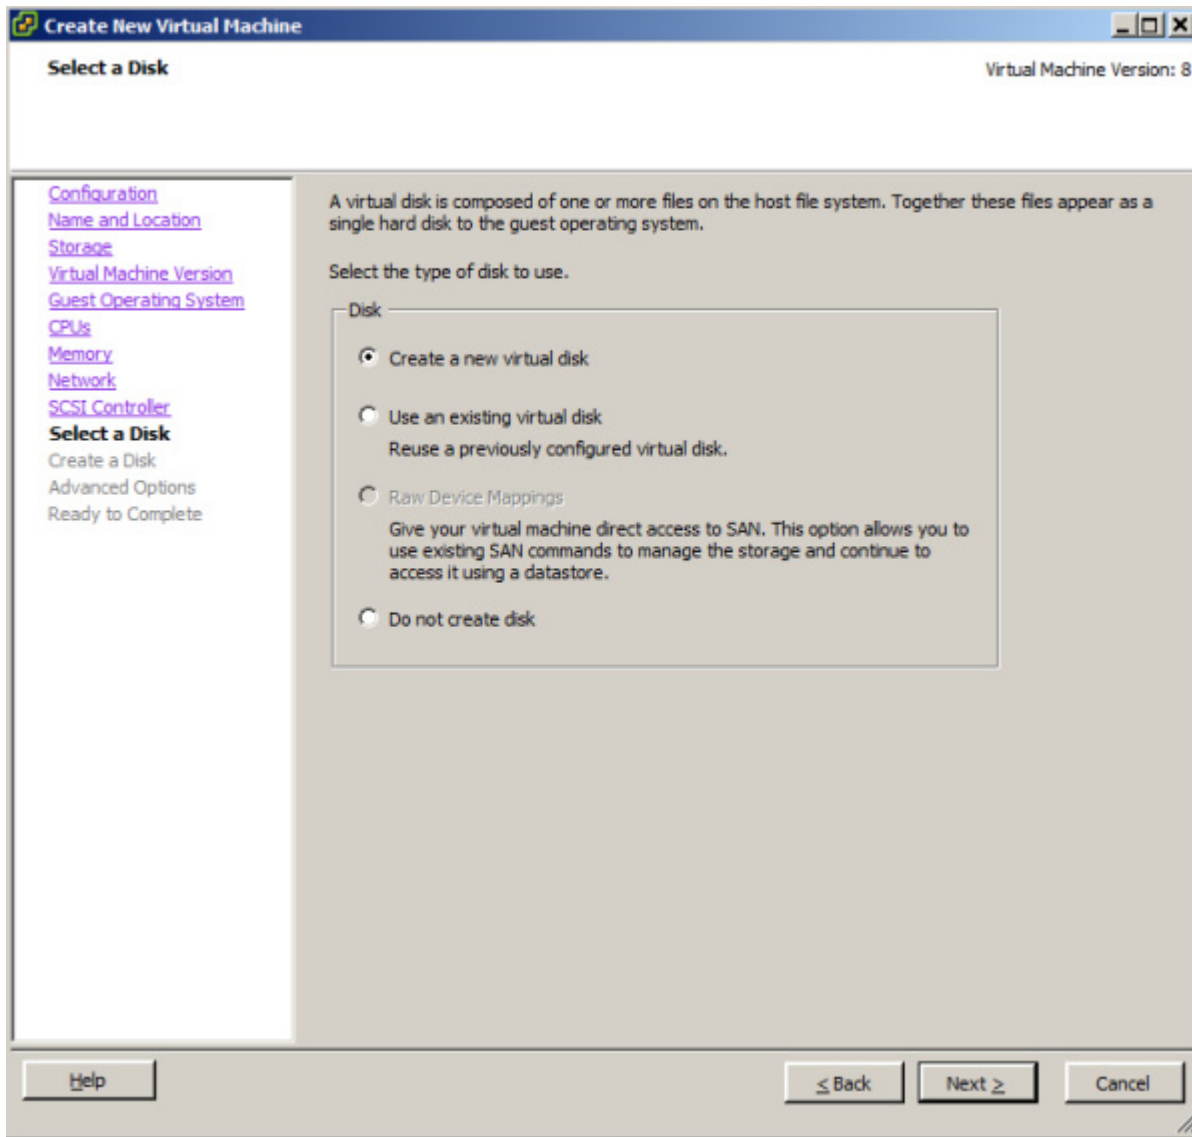 Create New Virtual Machine
Select a Disk
Virtual Machine Version: 8
Configuration
Name and Location
Storage
Virtual Machine Version
Guest Operating System
CPUs
Memory
Network
SCSI Controller
Select a Disk
Create a Disk
Advanced Options
Ready to Complete
A virtual disk is composed of one or more files on the host file system. Together these files appear as a
single hard disk to the guest operating system.
Select the type of disk to use.
Disk
Create a new virtual disk
Use an existing virtual disk
Reuse a previously configured virtual disk.
Raw Device Mappings
Give your virtual machine direct access to SAN. This option allows you to
use existing SAN commands to manage the storage and continue to
access it using a datastore.
Do not create disk
Help
< Back
Next >
Cancel